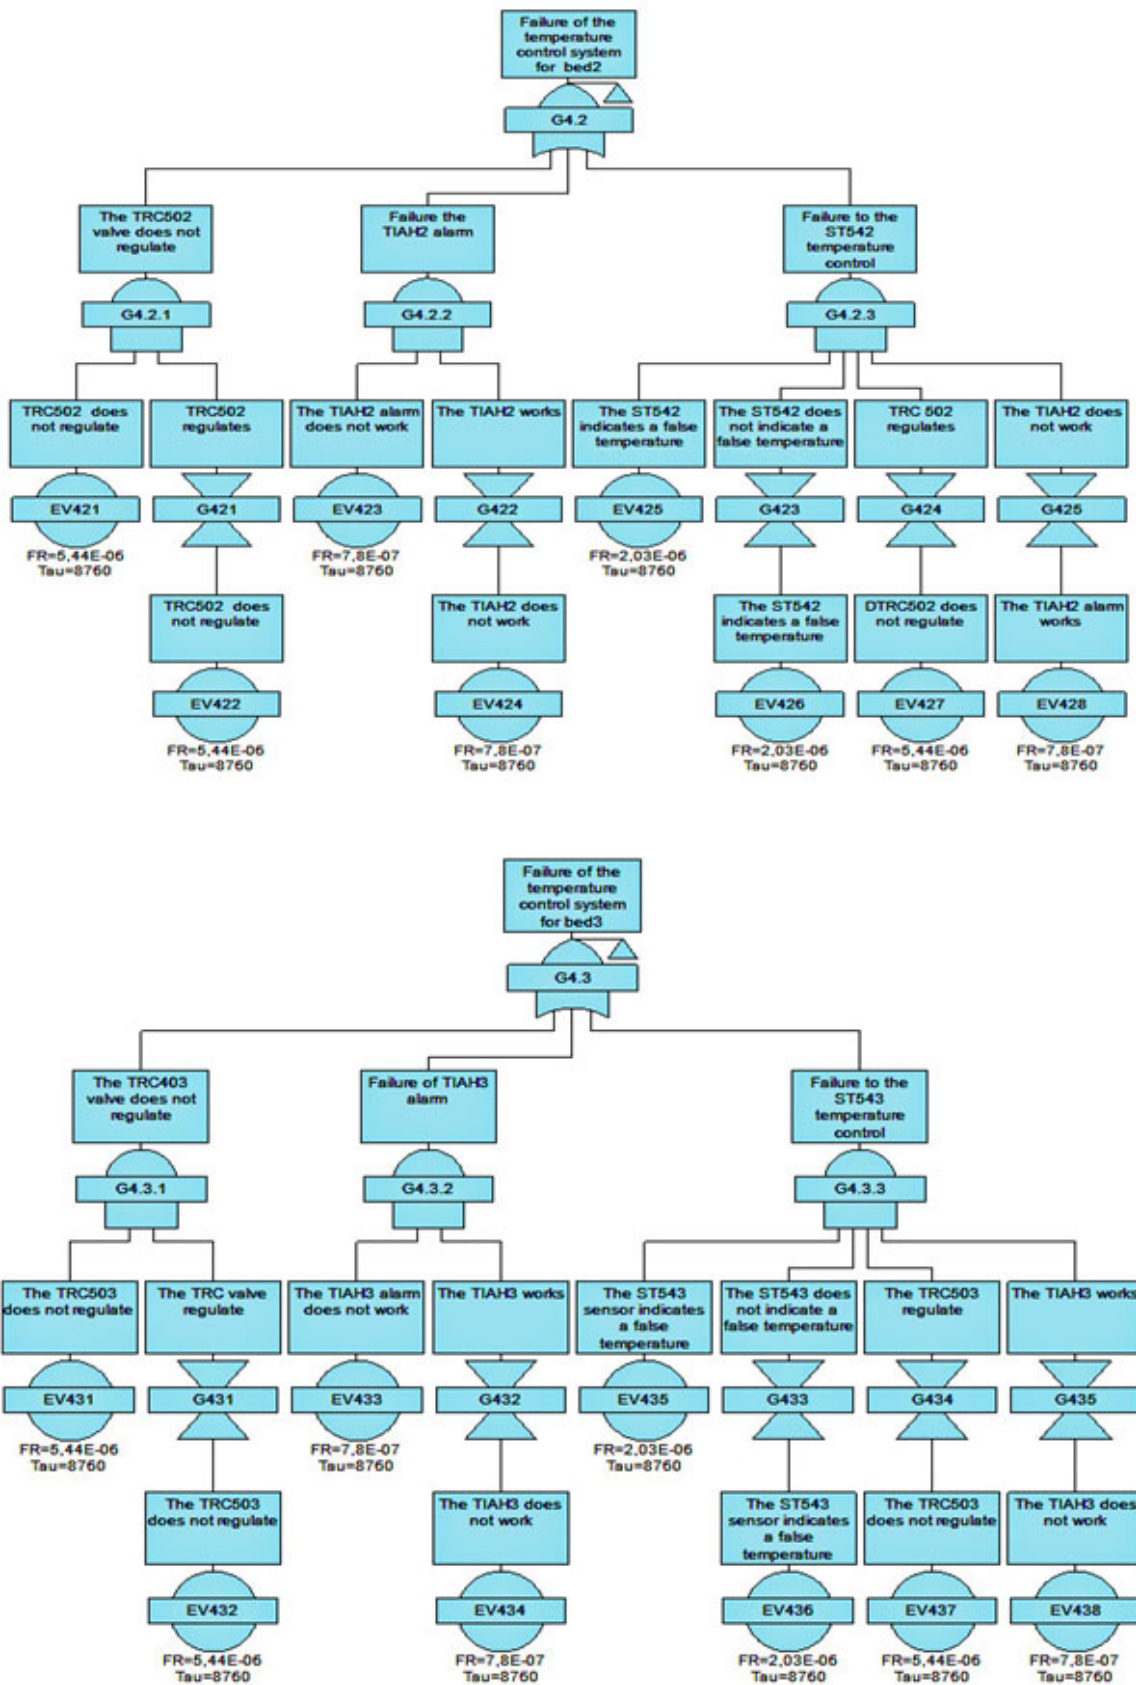 Failure of the
temperature
control system
for bed2
G4.2
The TRC502
valve does not
regulate
Failure the
TIAH2 alarm
Failure to the
ST542
temperature
control
G4.2.1
G4.2.2
G4.2.3
TRC502 does
not regulate
TRC502
regulates
The TIAH2 alarm
does not work
The TIAH2 works
The ST542
indicates a false
temperature
The ST542 does
not indicate a
false temperature
TRC 502
regulates
The TIAH2 does
not work
EV421
G421
EV423
G422
EV425
G423
G424
G425
FR=5,44E-06
Tau=8760
FR=7,8E-07
Tau=8760
FR=2,03E-06
Tau=8760
TRC502 does
not regulate
The TIAH2 does
not work
The ST542
indicates a false
temperature
DTRC502 does
not regulate
The TIAH2 alarm
works
EV422
EV424
EV426
EV427
EV428
FR=5,44E-06
Tau=8760
FR=7,8E-07
Tau=8760
FR=2,03E-06
Tau=8760
FR=5,44E-06
Tau=8760
FR=7,8E-07
Tau=8760
Failure of the
temperature
control system
for bed3
G4.3
The TRC403
valve does not
regulate
Failure of TIAH3
alarm
Failure to the
ST543
temperature
control
G4.3.1
G4.3.2
G4.3.3
The TRC503
does not regulate
The TRC valve
regulate
The TIAH3 alarm
does not work
The TIAH3 works
The ST543
sensor indicates
a false
temperature
The ST543 does
not indicate a
false temperature
The TRC503
regulate
The TIAH3 works
EV431
G431
EV433
G432
EV435
G433
G434
G435
FR=5,44E-06
Tau=8760
FR=7,8E-07
Tau=8760
FR=2,03E-06
Tau=8760
The TRC503
does not regulate
The TIAH3 does
not work
The ST543
sensor indicates
a false
temperature
The TRC503
does not regulate
The TIAH3 does
not work
EV432
EV434
EV436
EV437
EV438
FR=5,44E-06
Tau=8760
FR=7,8E-07
Tau=8760
FR=2,03E-06
Tau=8760
FR=5,44E-06
Tau=8760
FR=7,8E-07
Tau=8760